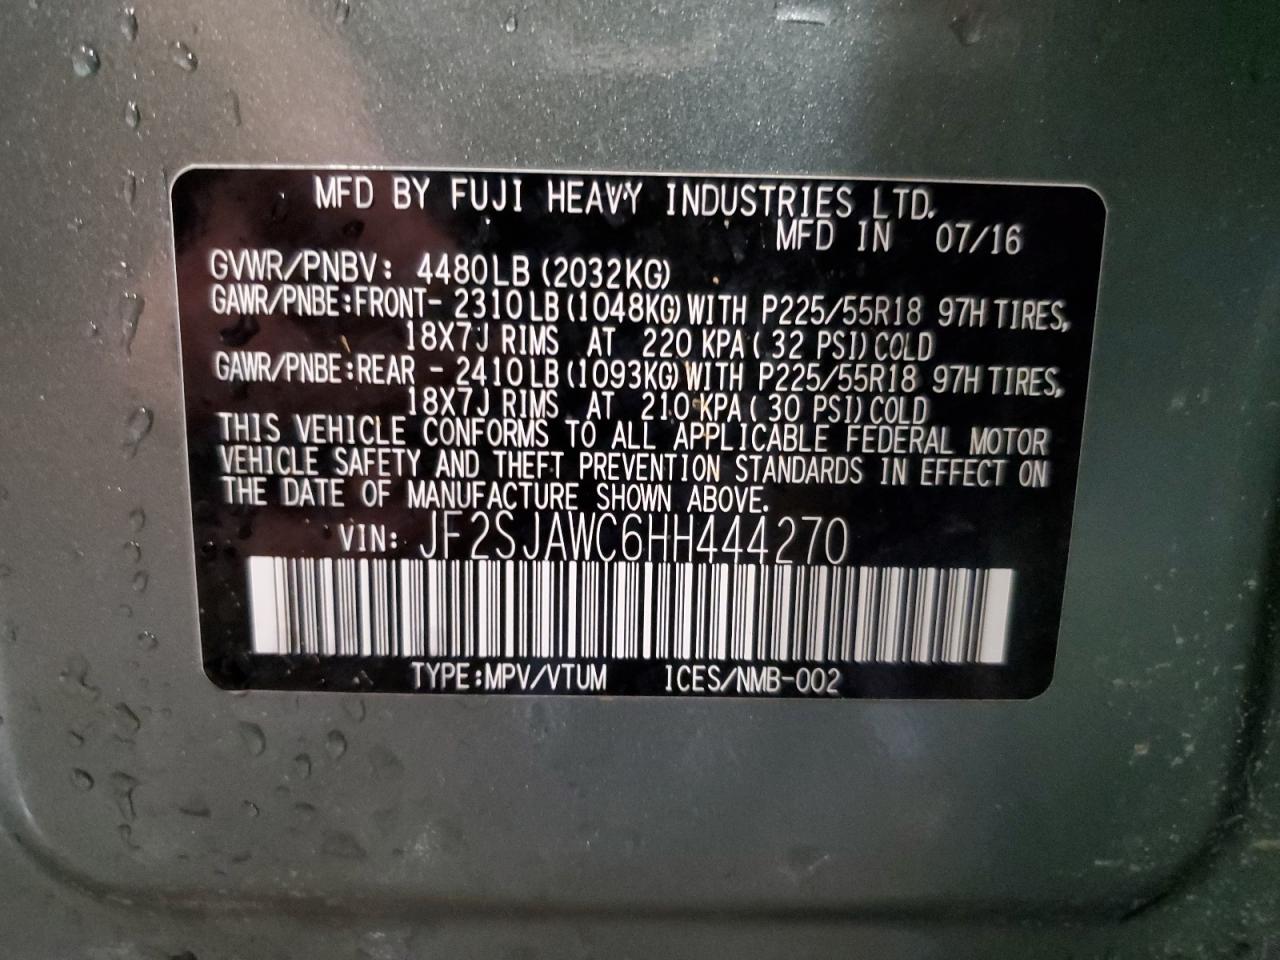 MFD BY FUJI HEAVY INDUSTRIES LTD.
MFD IN 07/16
GVWR/PNBV: 4480LB (2032KG)
GAWR/PNBE:FRONT- 2310 LB (1048KG) WITH P225/55R18 97H TIRES,
18X7J RIMS AT 220 KPA ( 32 PSI) COLD
GAWR/PNBE:REAR - 2410 LB (1093KG) WITH P225/55R18 97H TIRES,
18X7J RIMS AT 210 KPA ( 30 PSI) COLD
THIS VEHICLE CONFORMS TO ALL APPLICABLE FEDERAL MOTOR
VEHICLE SAFETY AND THEFT PREVENTION STANDARDS IN EFFECT ON
THE DATE OF MANUFACTURE SHOWN ABOVE.
VIN: JF2SJAWC6HH444270
TYPE:MPV/VTUM ICES/NMB-002